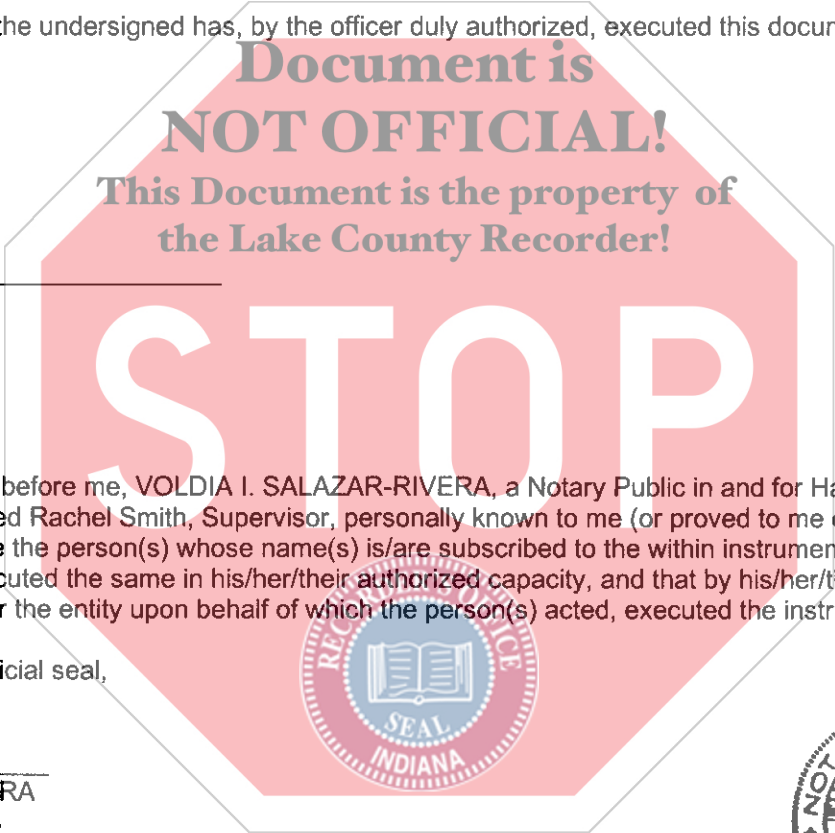 the undersigned has, by the officer duly authorized, executed this docu
Document is
NOT OFFICIAL!
This Document is the property of
the Lake County Recorder!
STOP
before me, VOLDIA I. SALAZAR-RIVERA, a Notary Public in and for Ha
ed Rachel Smith, Supervisor, personally known to me (or proved to me
the person(s) whose name(s) is/are subscribed to the within instrumen
cuted the same in his/her/their authorized capacity, and that by his/her/t
r the entity upon behalf of which the person(s) acted, executed the instr
icial seal,
RECORDER'S OFFICE
SEAL
INDIANA
RA